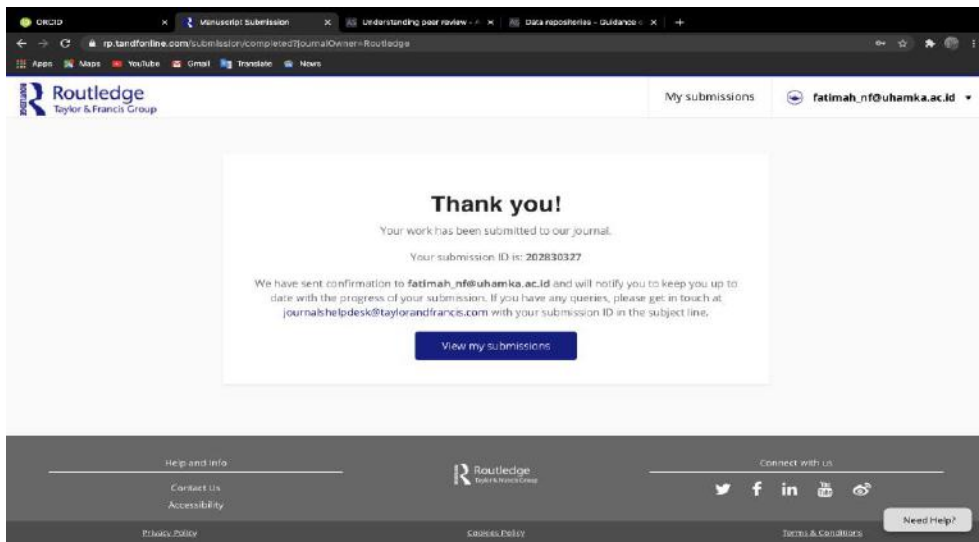 ORCID
Manuscript Submission
Understanding peer review - A
Data repositories - Guidance o
rp.tandfonline.com/submission/completed?journalOwner=Routledge
Apps Maps YouTube Gmail Translate News
ROUTLEDGE
Routledge
Taylor & Francis Group
My submissions
fatimah_nf@uhamka.ac.id
Thank you!
Your work has been submitted to our journal.
Your submission ID is: 202830327
We have sent confirmation to fatimah_nf@uhamka.ac.id and will notify you to keep you up to
date with the progress of your submission. If you have any queries, please get in touch at
journalshelpdesk@taylorandfrancis.com with your submission ID in the subject line.
View my submissions
Help and info
Contact Us
Accessibility
Routledge
Taylor & Francis Group
Connect with us
Privacy Policy
Cookies Policy
Terms & Conditions
Need Help?